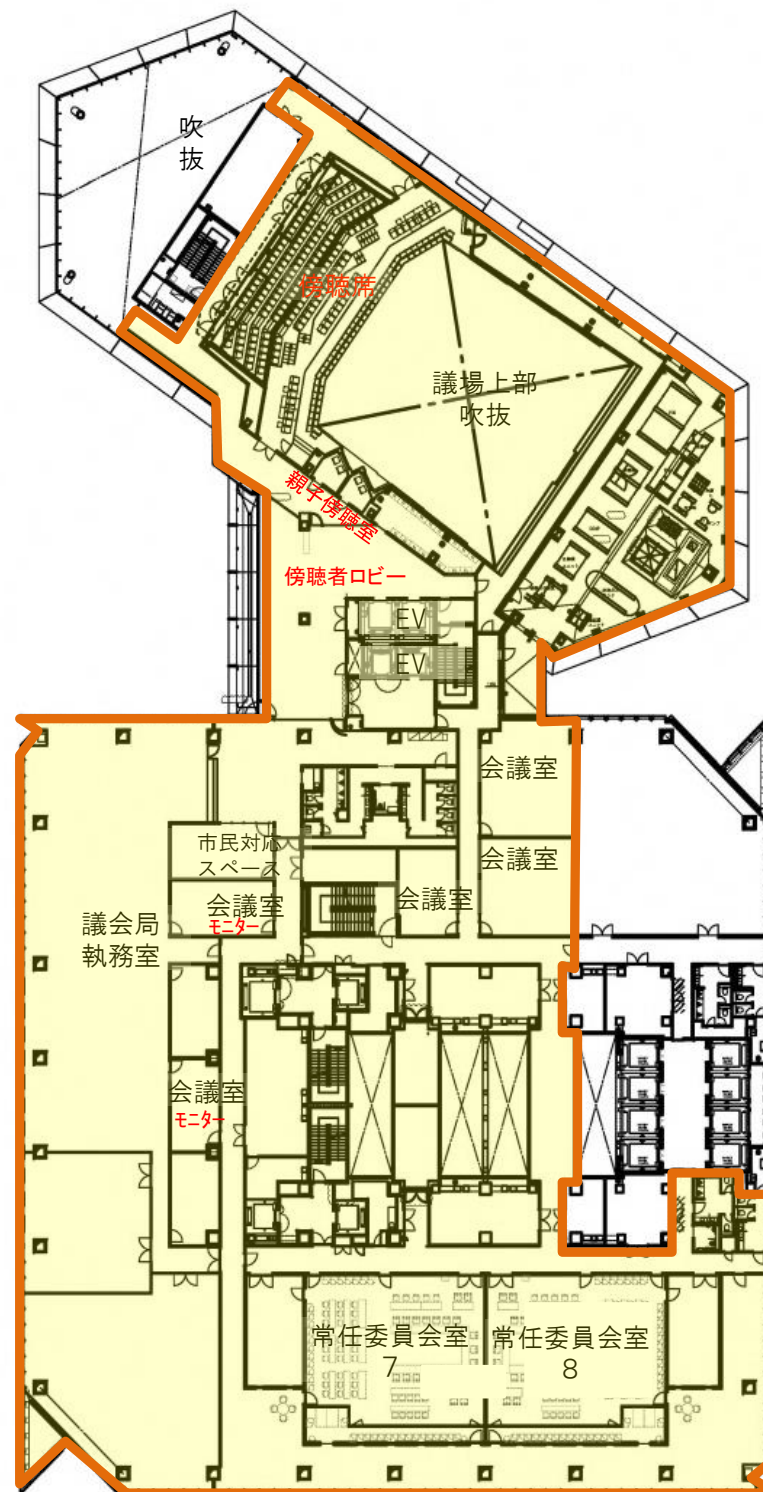 吹
抜
傍聴席
議場上部
吹抜
親子傍聴室
傍聴者ロビー
EV
EV
会議室
市民対応
スペース
会議室
会議室
モニター
会議室
議会局
執務室
会議室
モニター
常任委員会室
7
常任委員会室
8